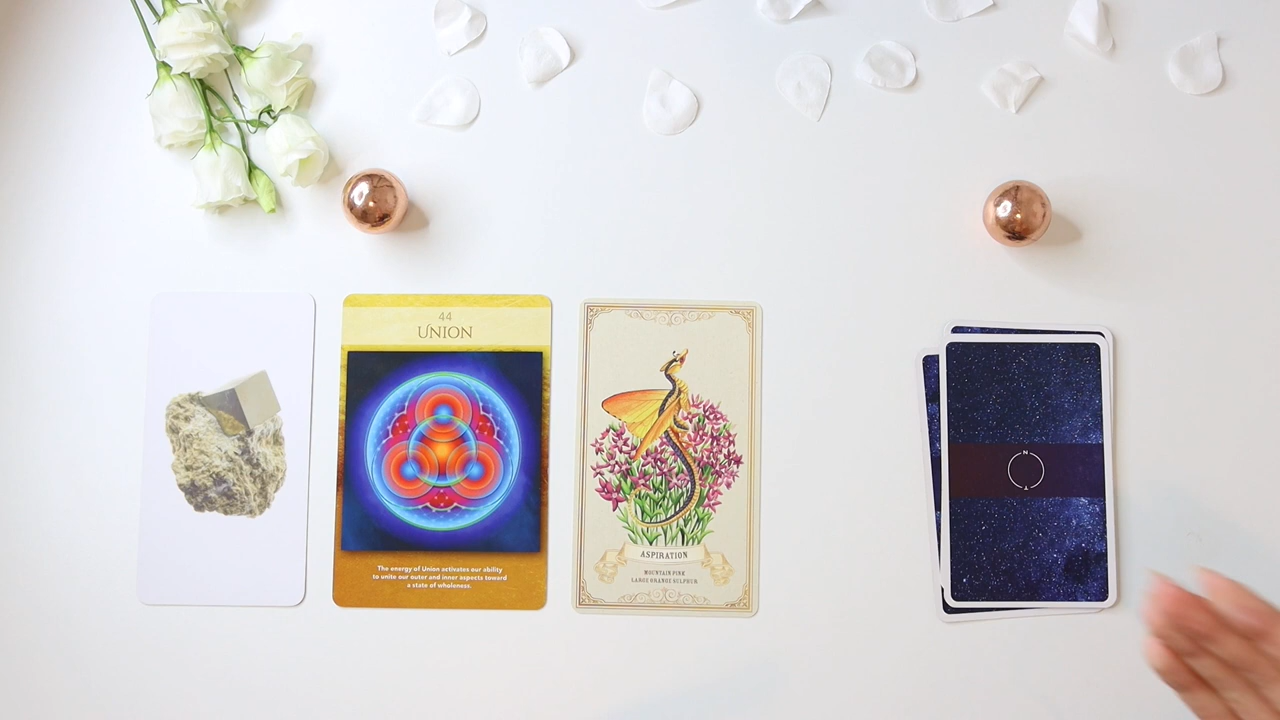 44
UNION
The energy of Union activates our ability
to unite our outer and inner aspects toward
a state of wholeness.
ASPIRATION
MOUNTAIN PINK
LARGE ORANGE SULPHUR
N